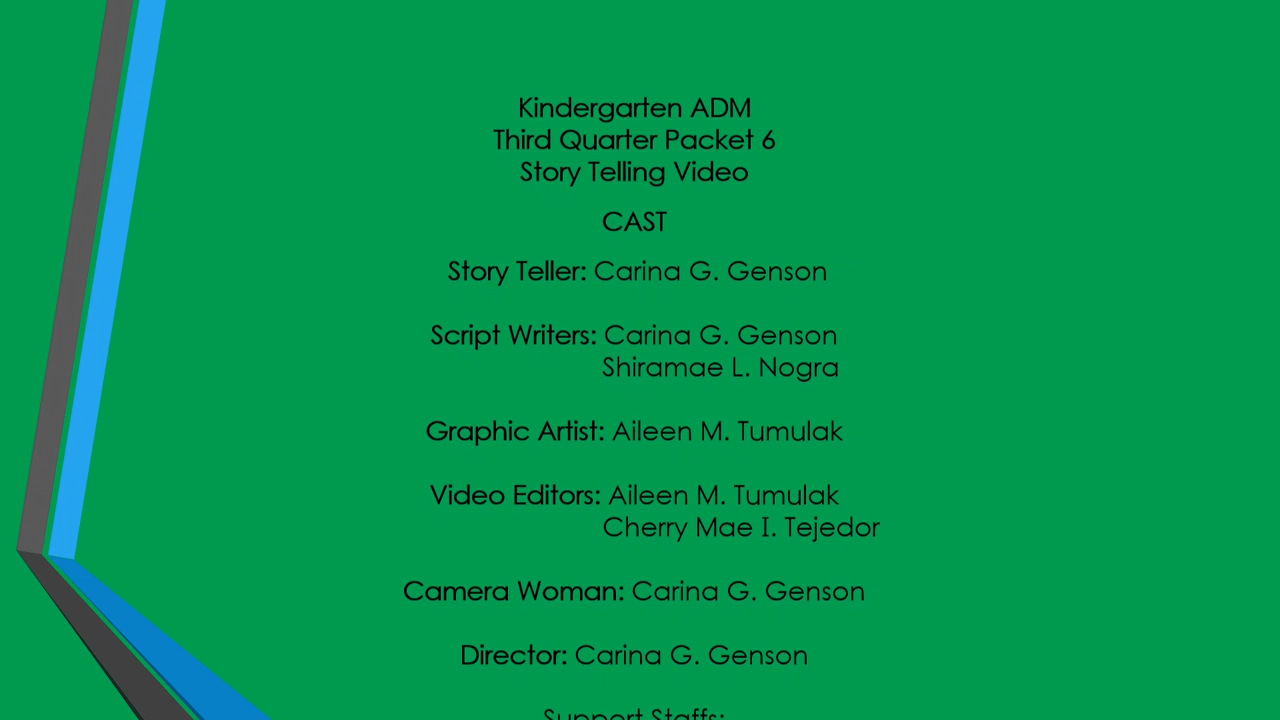 Kindergarten ADM
Third Quarter Packet 6
Story Telling Video
CAST
Story Teller: Carina G. Genson
Script Writers: Carina G. Genson
Shiramae L. Nogra
Graphic Artist: Aileen M. Tumulak
Video Editors: Aileen M. Tumulak
Cherry Mae I. Tejedor
Camera Woman: Carina G. Genson
Director: Carina G. Genson
Support Staffs: